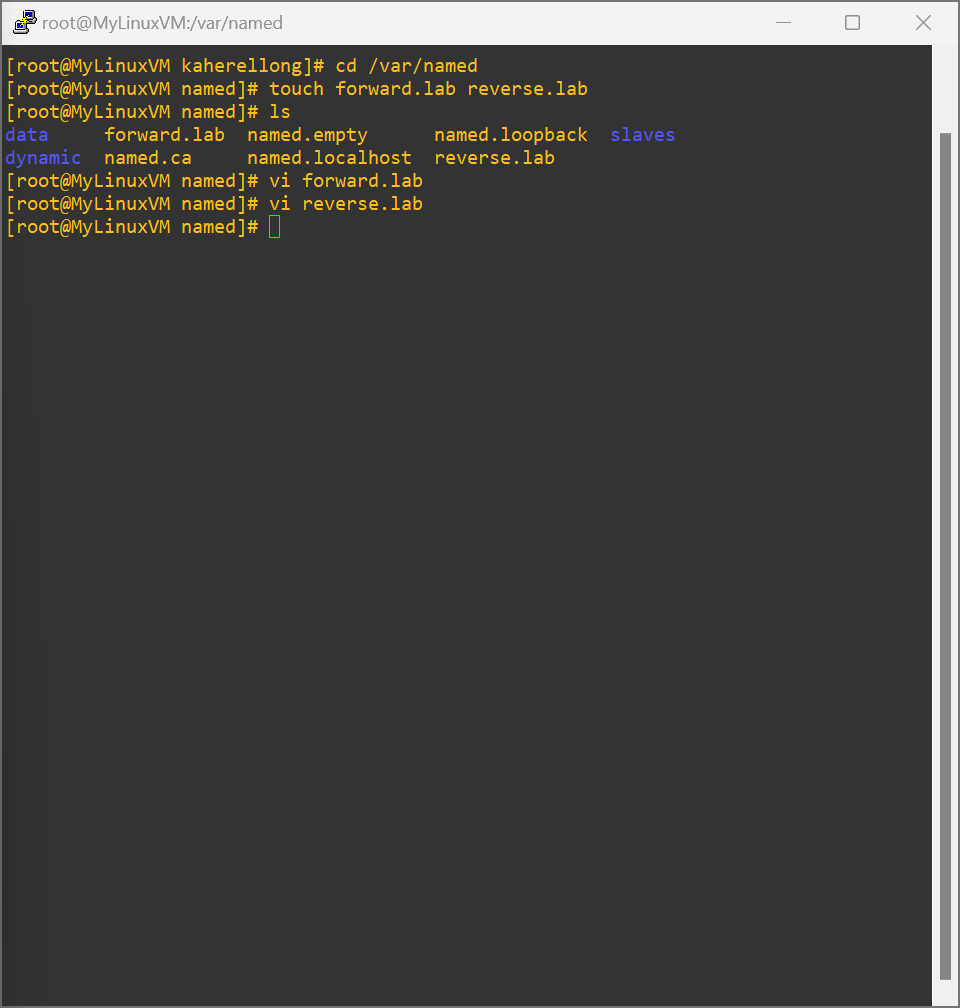 root@MyLinuxVM:/var/named
[root@MyLinuxVM kaherellong]# cd /var/named
[root@MyLinuxVM named]# touch forward.lab reverse.lab
[root@MyLinuxVM named]# ls
data     forward.lab  named.empty      named.loopback  slaves
dynamic  named.ca     named.localhost  reverse.lab
[root@MyLinuxVM named]# vi forward.lab
[root@MyLinuxVM named]# vi reverse.lab
[root@MyLinuxVM named]#